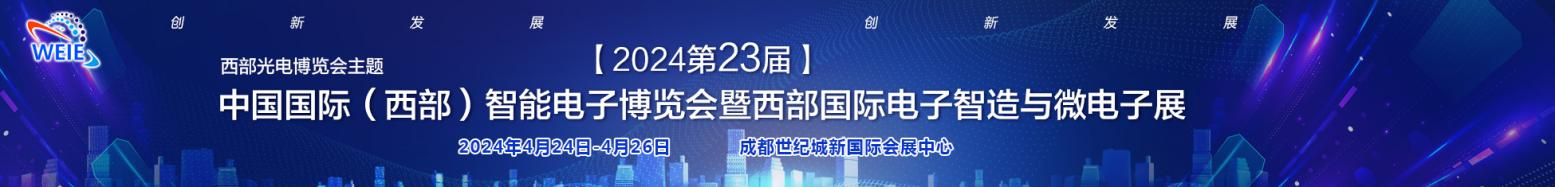 创 新 发 展 创 新 发 展
WEIE
【2024第23届】
西部光电博览会主题
中国国际（西部）智能电子博览会暨西部国际电子智造与微电子展
2024年4月24日-4月26日 成都世纪城新国际会展中心